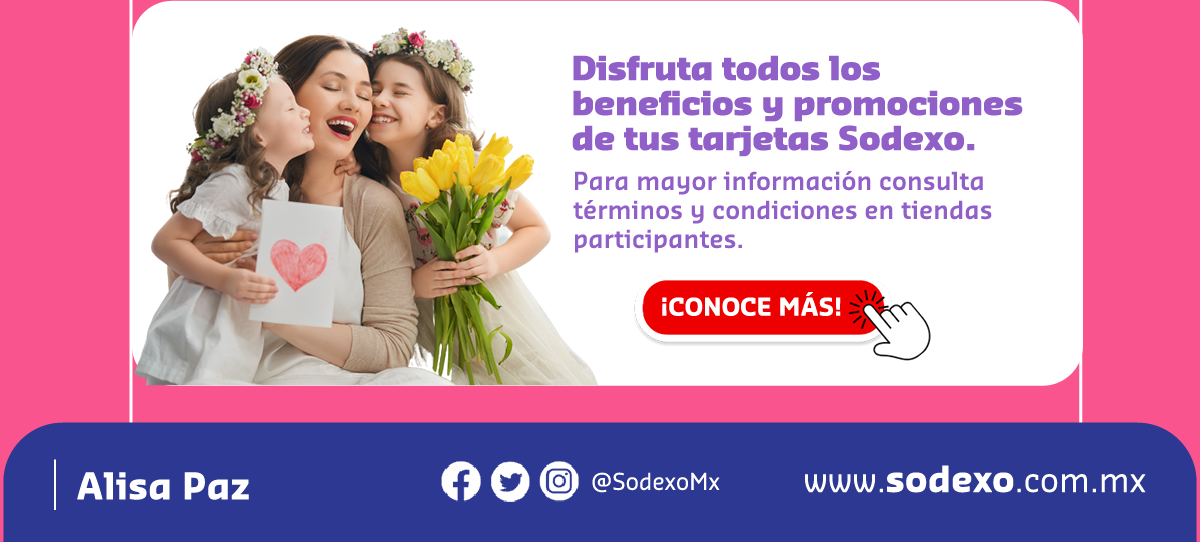 Disfruta todos los
beneficios y promociones
de tus tarjetas Sodexo.
Para mayor información consulta
términos y condiciones en tiendas
participantes.
¡CONOCE MÁS!
Alisa Paz
@SodexoMx
www.sodexo.com.mx